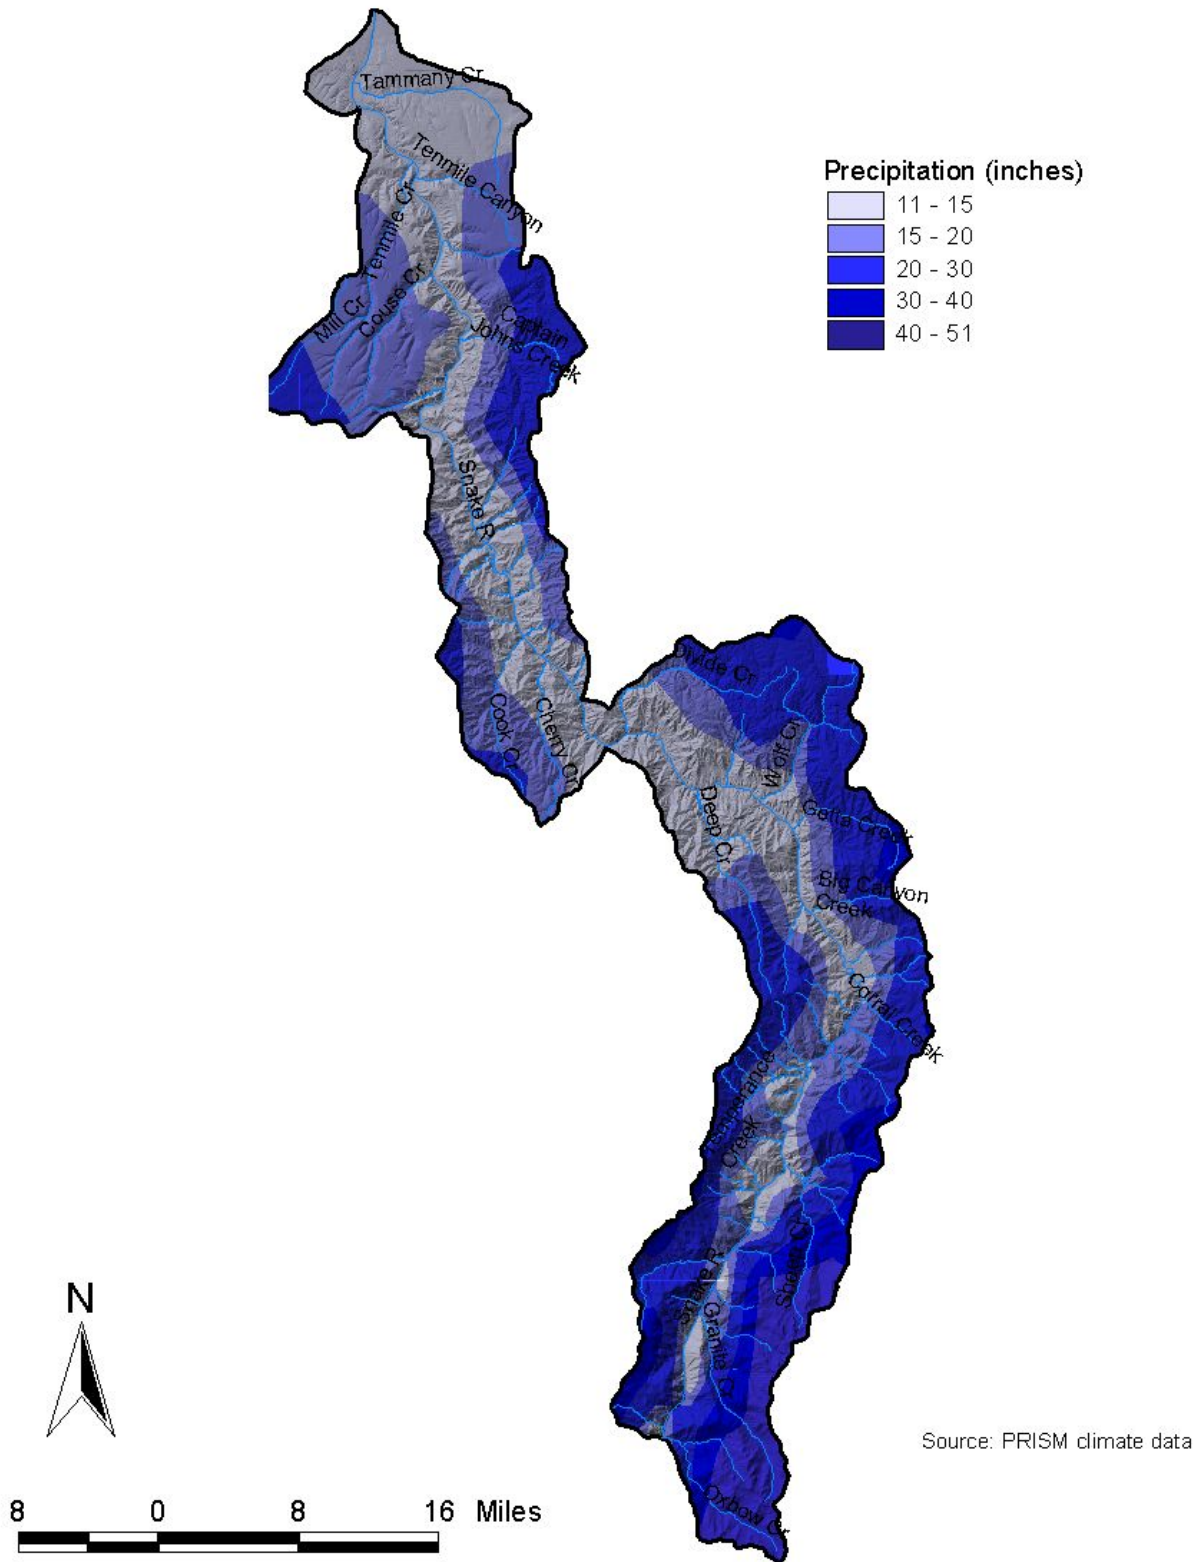 Tammany Cr
Tenmile Canyon
Precipitation (inches)
11 - 15
15 - 20
20 - 30
30 - 40
40 - 51
Tenmile Cr
Couse Cr
Mill Cr
Captain
Johns Creek
Snake R
Divide Cr
Cook Cr
Cherry Cr
Wolf Cr
Deep Cr
Getta Creek
Big Canyon
Creek
Corral Creek
Temperance
Creek
Sheep Cr
Snake R
Granite Cr
N
Source: PRISM climate data
Oxbow Cr
8 0 8 16 Miles